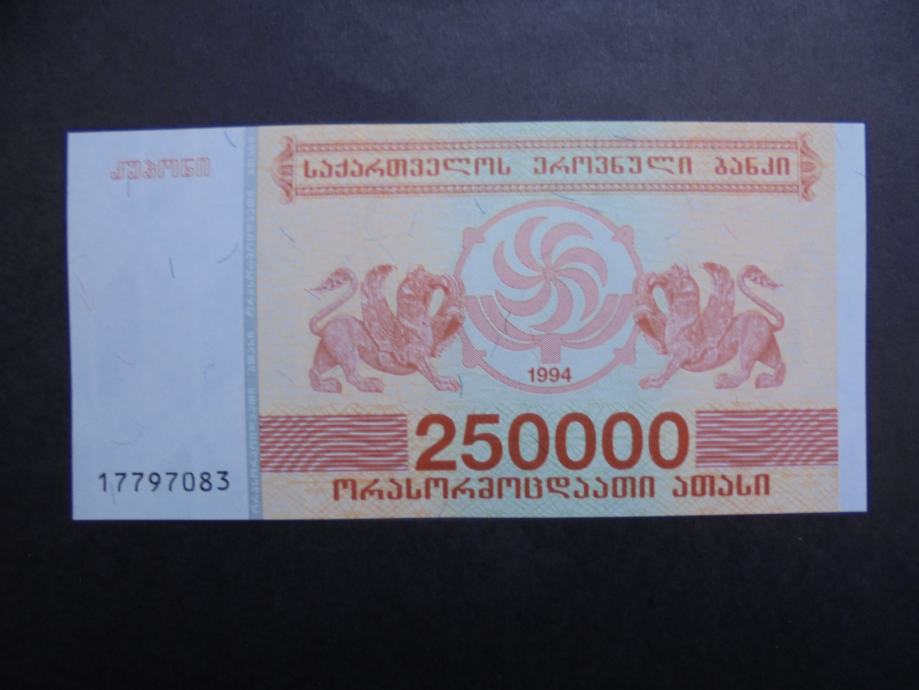 კუპონი
საქართველოს ეროვნული ბანკი
1994
250000
ორასორმოცდაათი ათასი
17797083